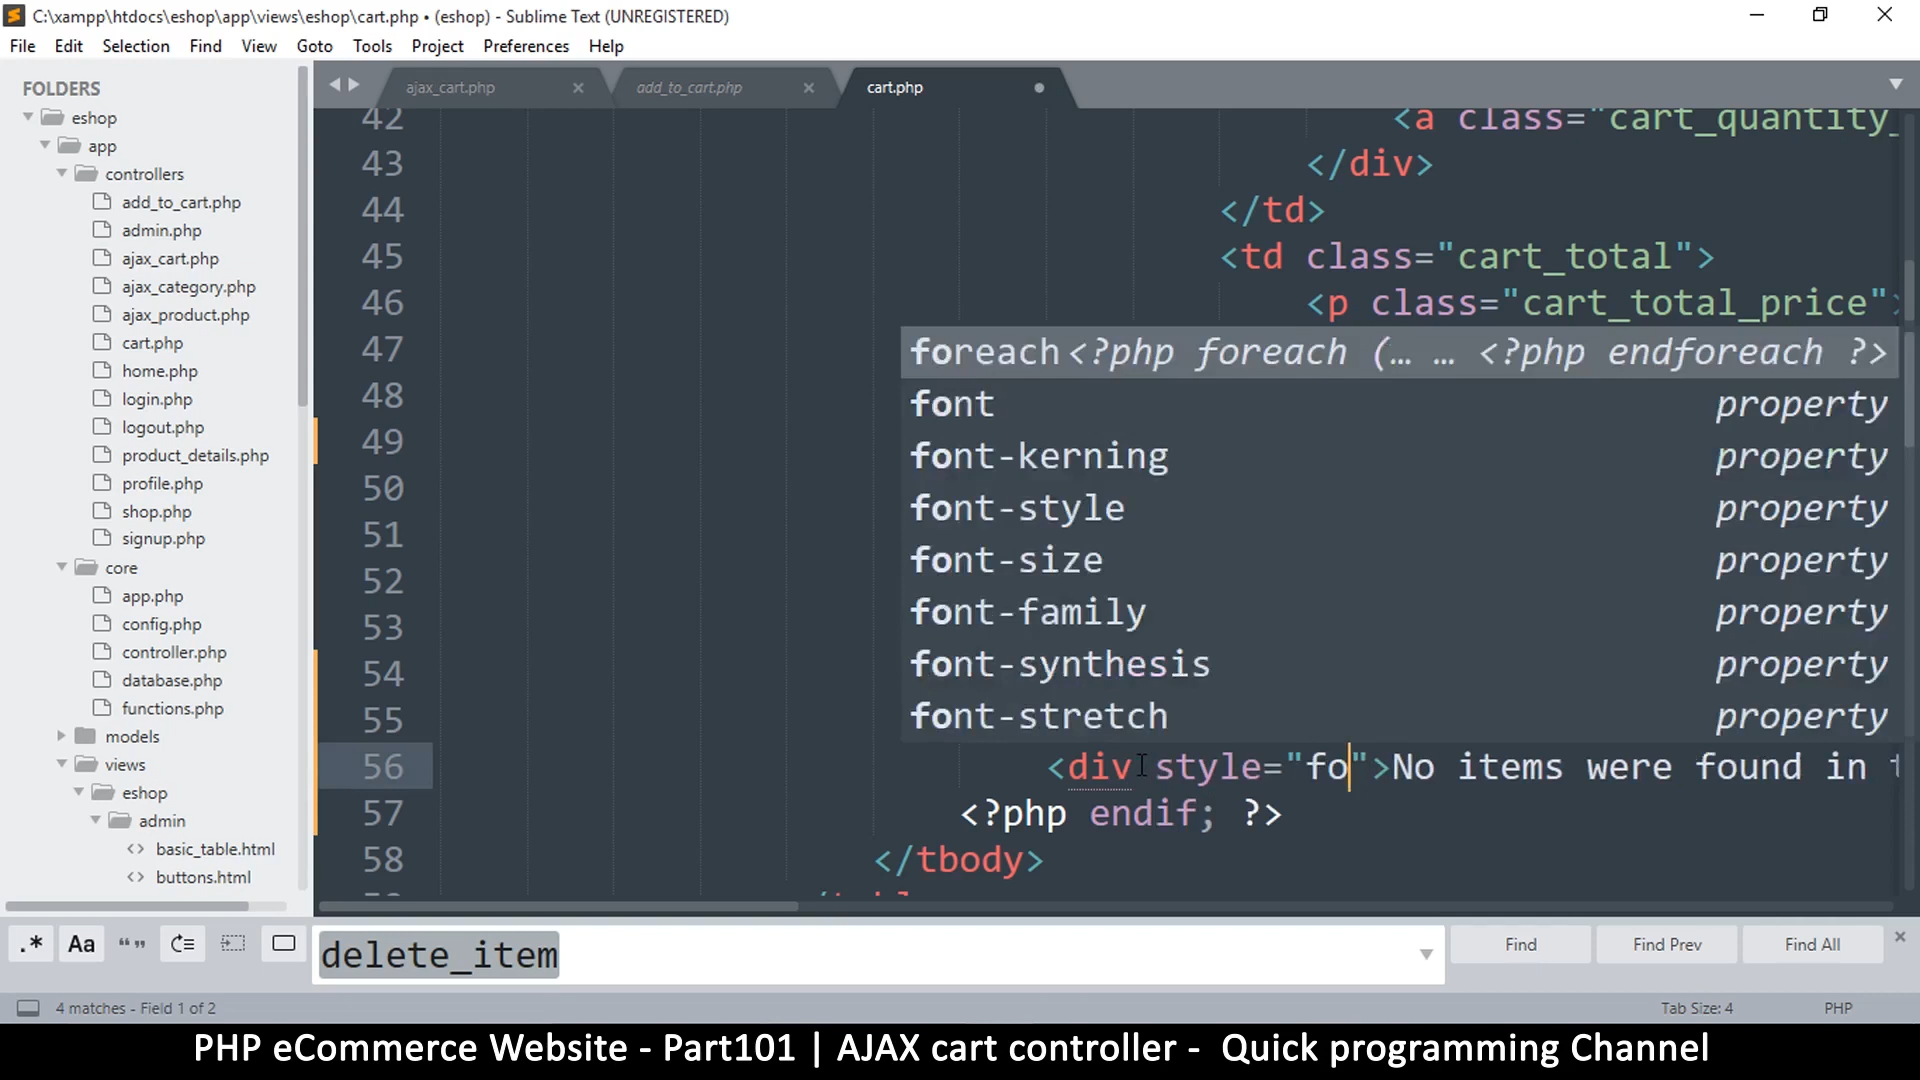 C:\xampp\htdocs\eshop\app\views\eshop\cart.php • (eshop) - Sublime Text (UNREGISTERED)
File Edit Selection Find View Goto Tools Project Preferences Help
FOLDERS
eshop
app
controllers
add_to_cart.php
admin.php
ajax_cart.php
ajax_category.php
ajax_product.php
cart.php
home.php
login.php
logout.php
product_details.php
profile.php
shop.php
signup.php
core
app.php
config.php
controller.php
database.php
functions.php
models
views
eshop
admin
<> basic_table.html
<> buttons.html
ajax_cart.php × add_to_cart.php × cart.php •
42 <a class="cart_quantity_
43 </div>
44 </td>
45 <td class="cart_total">
46 <p class="cart_total_price">
47
48
49
50
51
52
53
54
55
foreach <?php foreach (… … <?php endforeach ?>
font property
font-kerning property
font-style property
font-size property
font-family property
font-synthesis property
font-stretch property
56 <div style="fo">No items were found in t
57 <?php endif; ?>
58 </tbody>
.* Aa “” delete_item Find Find Prev Find All ×
4 matches - Field 1 of 2 Tab Size: 4 PHP
PHP eCommerce Website - Part101 | AJAX cart controller - Quick programming Channel